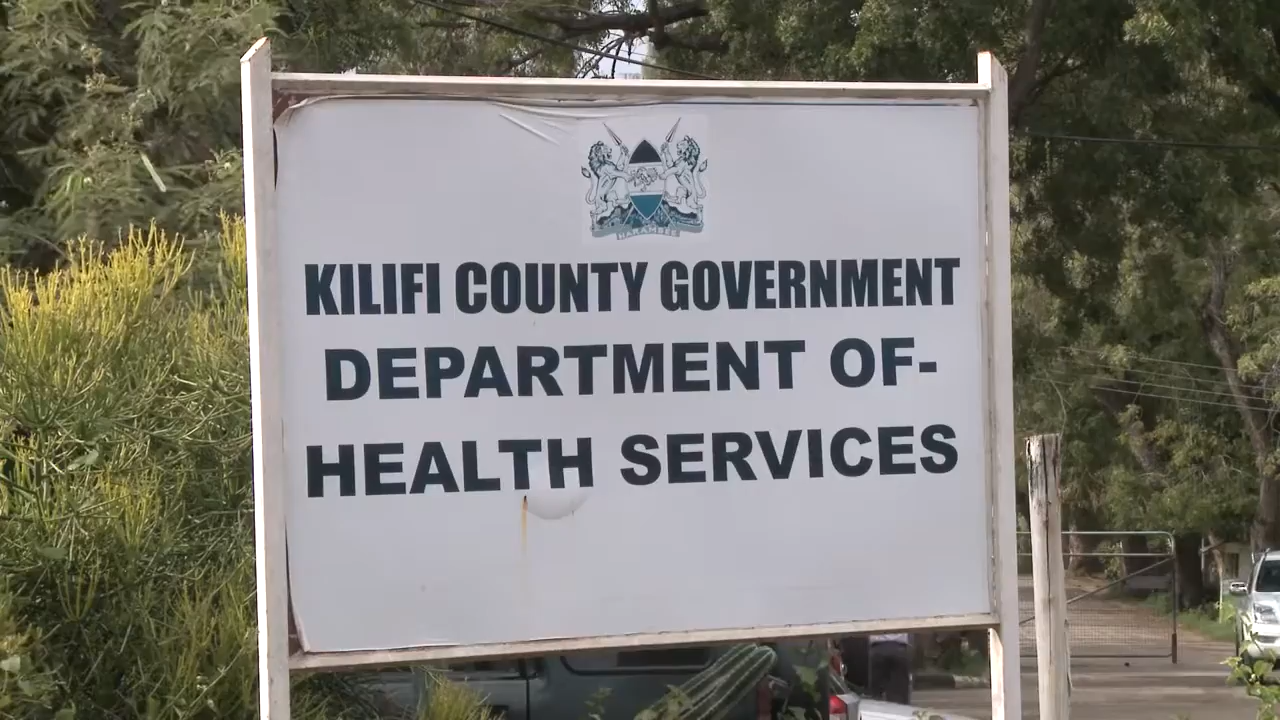 HARAMBEE
KILIFI COUNTY GOVERNMENT
DEPARTMENT OF-
HEALTH SERVICES